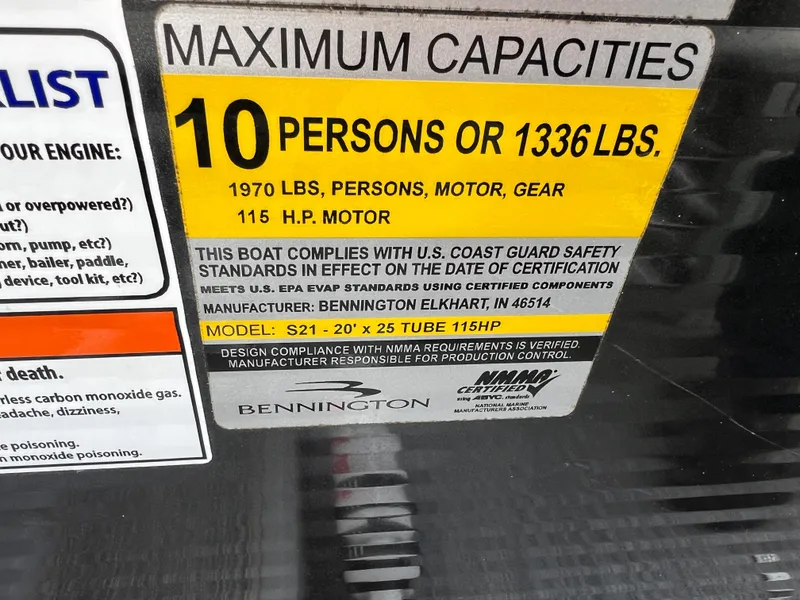 MAXIMUM CAPACITIES
10 PERSONS OR 1336 LBS.
1970 LBS, PERSONS, MOTOR, GEAR
115 H.P. MOTOR
THIS BOAT COMPLIES WITH U.S. COAST GUARD SAFETY
STANDARDS IN EFFECT ON THE DATE OF CERTIFICATION
MEETS U.S. EPA EVAP STANDARDS USING CERTIFIED COMPONENTS
MANUFACTURER: BENNINGTON ELKHART, IN 46514
MODEL: S21 - 20' x 25 TUBE 115HP
DESIGN COMPLIANCE WITH NMMA REQUIREMENTS IS VERIFIED.
MANUFACTURER RESPONSIBLE FOR PRODUCTION CONTROL.
BENNINGTON
NMMA
CERTIFIED
using ABYC standards
NATIONAL MARINE
MANUFACTURERS ASSOCIATION
LIST
OUR ENGINE:
or overpowered?)
ut?)
orn, pump, etc?)
ner, bailer, paddle,
device, tool kit, etc?)
death.
rless carbon monoxide gas.
eadache, dizziness,
e poisoning.
n monoxide poisoning.